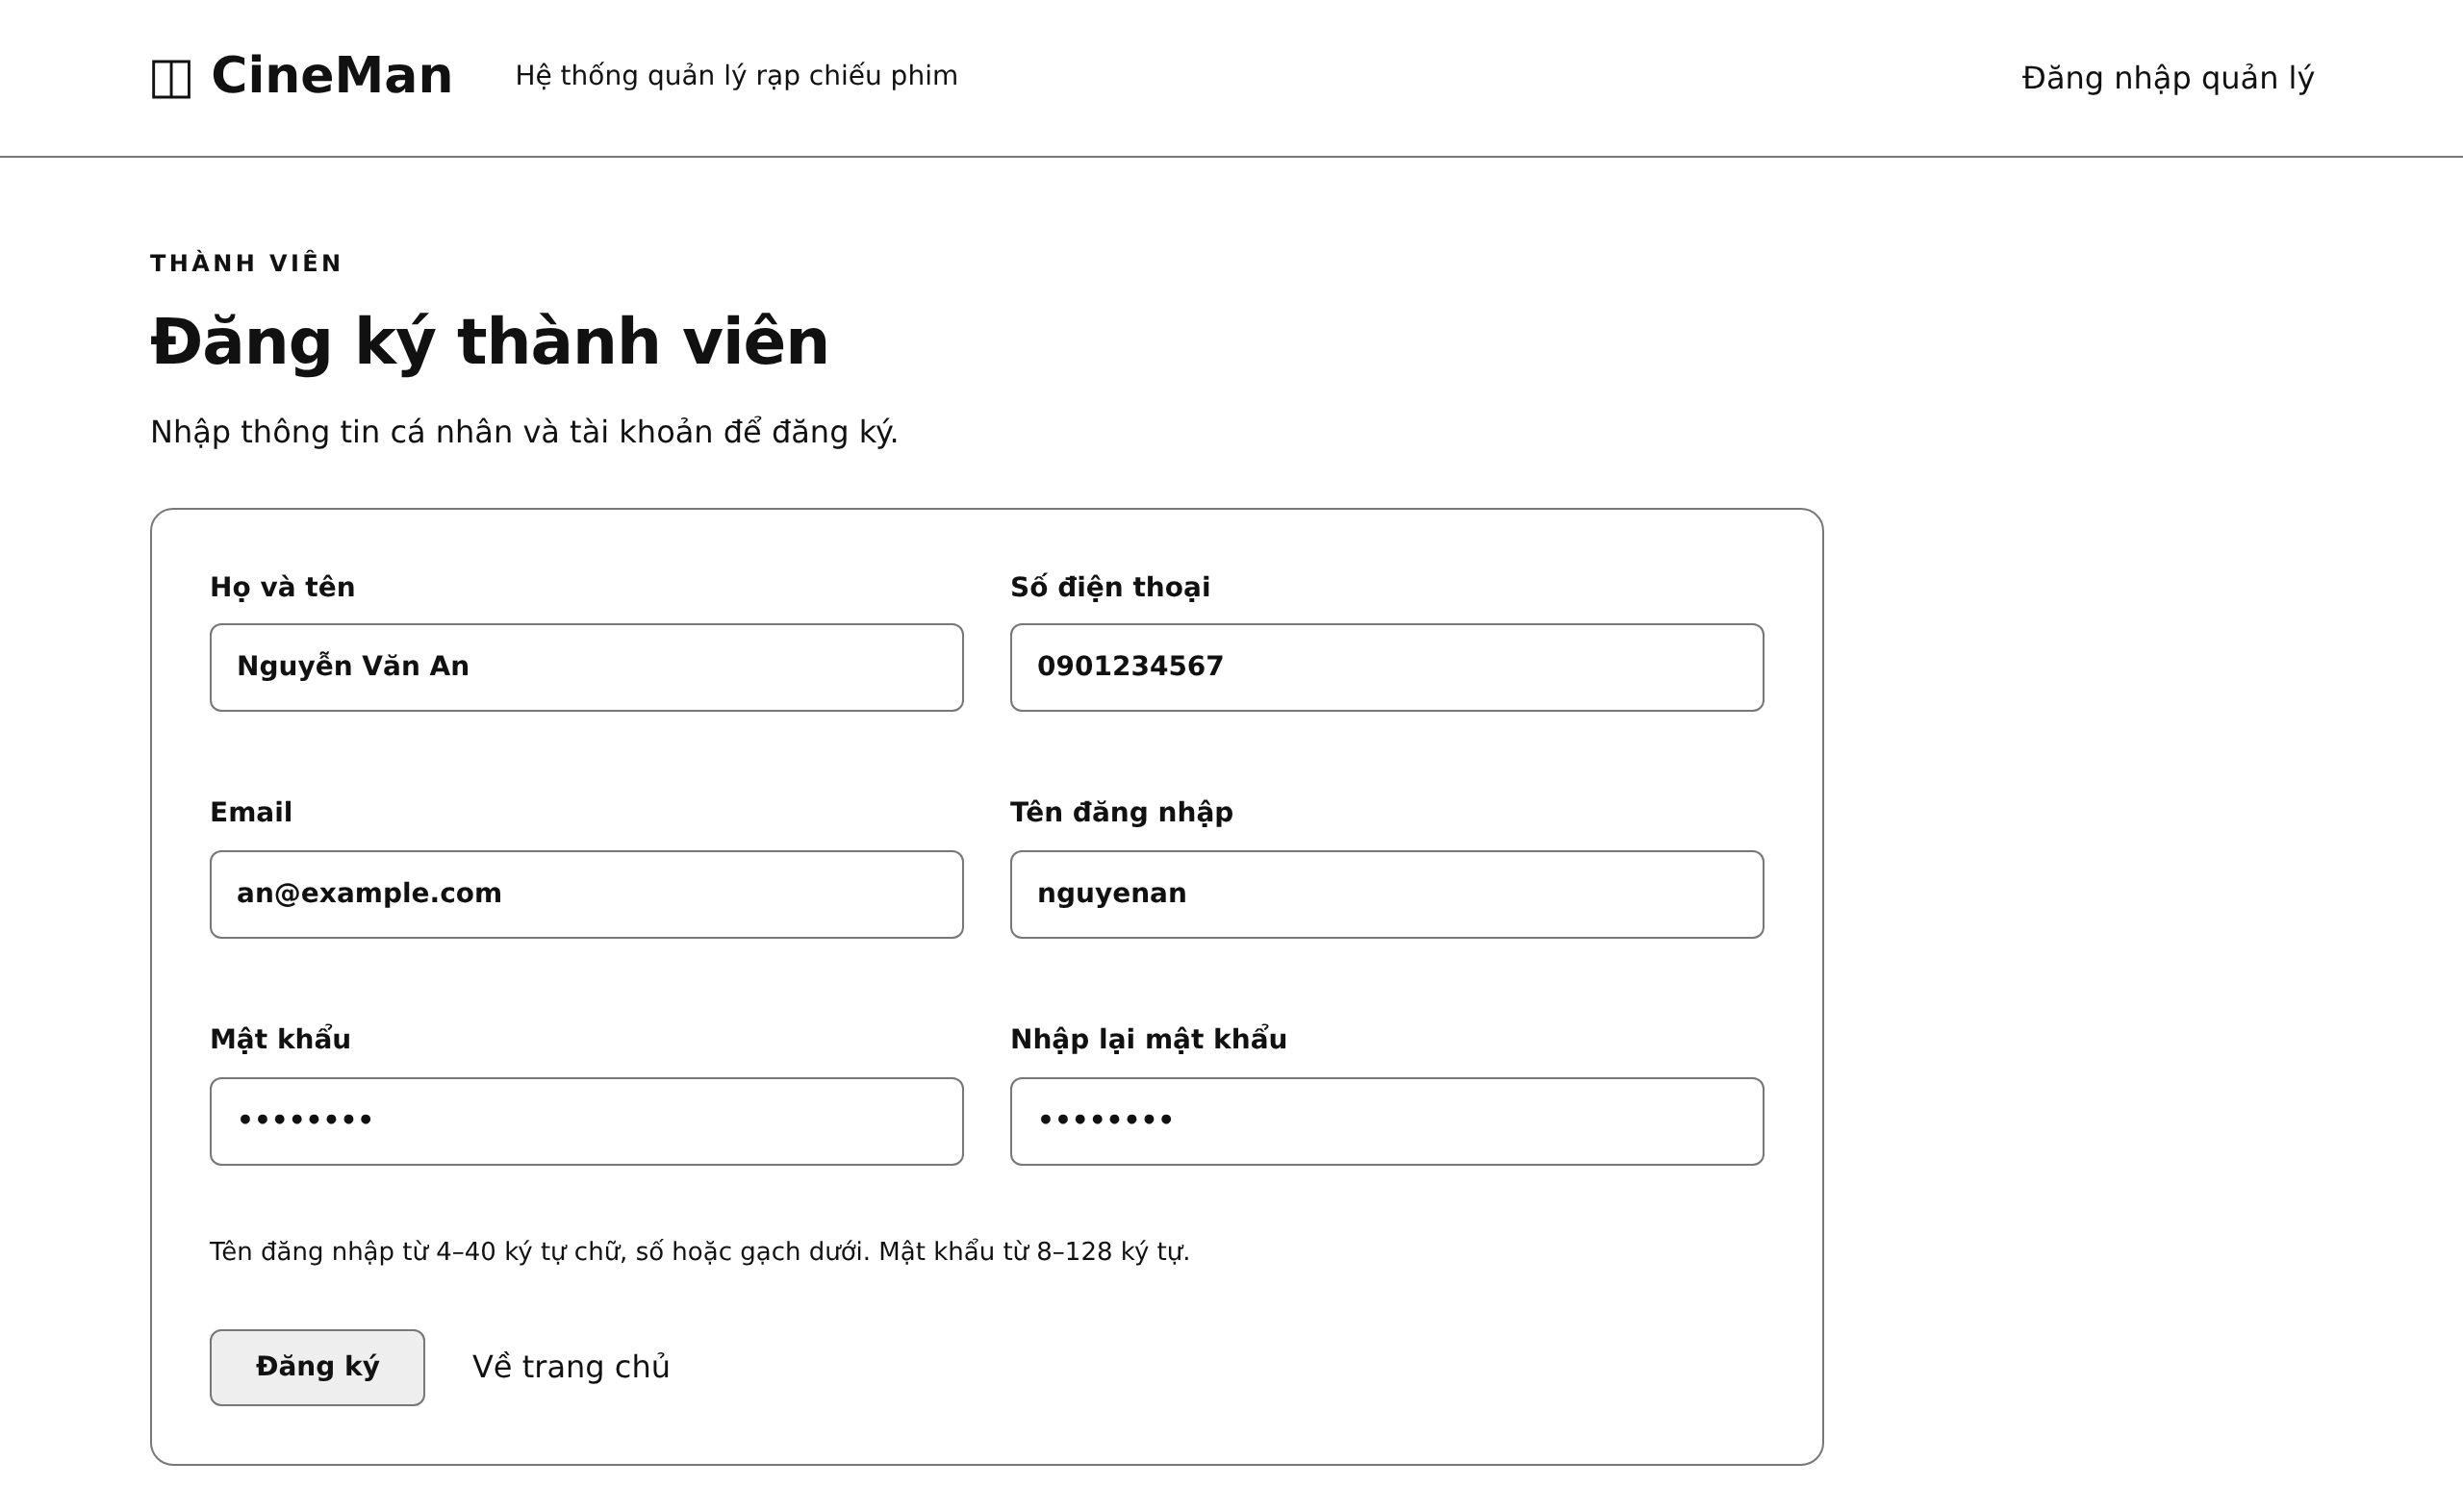 CineMan
Hệ thống quản lý rạp chiếu phim
Đăng nhập quản lý
THÀNH VIÊN
Đăng ký thành viên
Nhập thông tin cá nhân và tài khoản để đăng ký.
Họ và tên
Số điện thoại
Nguyễn Văn An
0901234567
Email
Tên đăng nhập
an@example.com
nguyenan
Mật khẩu
Nhập lại mật khẩu
••••••••
••••••••
Tên đăng nhập từ 4–40 ký tự chữ, số hoặc gạch dưới. Mật khẩu từ 8–128 ký tự.
Đăng ký
Về trang chủ